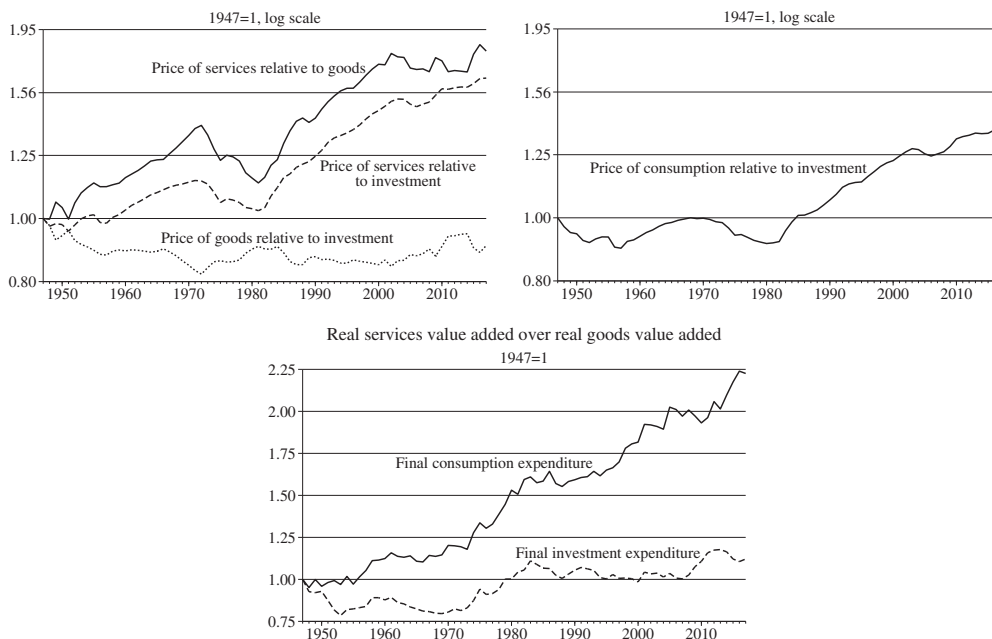 1947=1, log scale
1.95
1.56
1.25
1.00
0.80
Price of services relative to goods
Price of services relative
to investment
Price of goods relative to investment
1950 1960 1970 1980 1990 2000 2010
1947=1, log scale
1.95
1.56
1.25
1.00
0.80
Price of consumption relative to investment
1950 1960 1970 1980 1990 2000 2010
Real services value added over real goods value added
1947=1
2.25
2.00
1.75
1.50
1.25
1.00
0.75
Final consumption expenditure
Final investment expenditure
1950 1960 1970 1980 1990 2000 2010